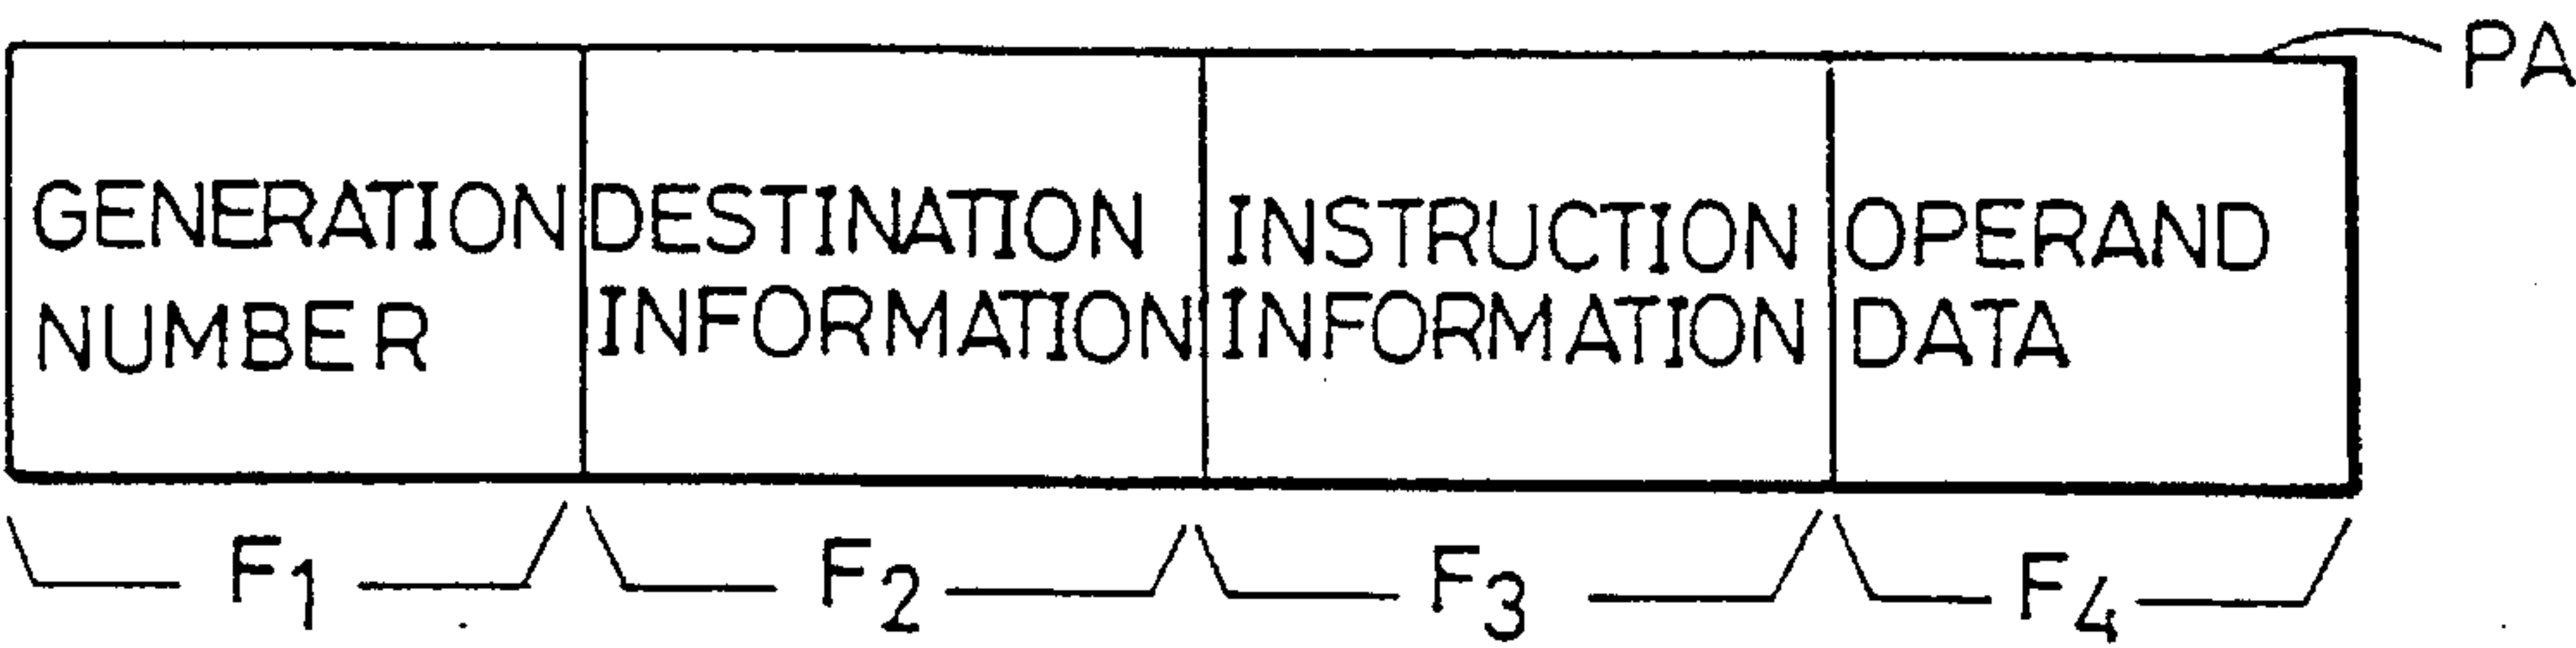 PA
GENERATION
NUMBER
DESTINATION
INFORMATION
INSTRUCTION
INFORMATION
OPERAND
DATA
F1
F2
F3
F4